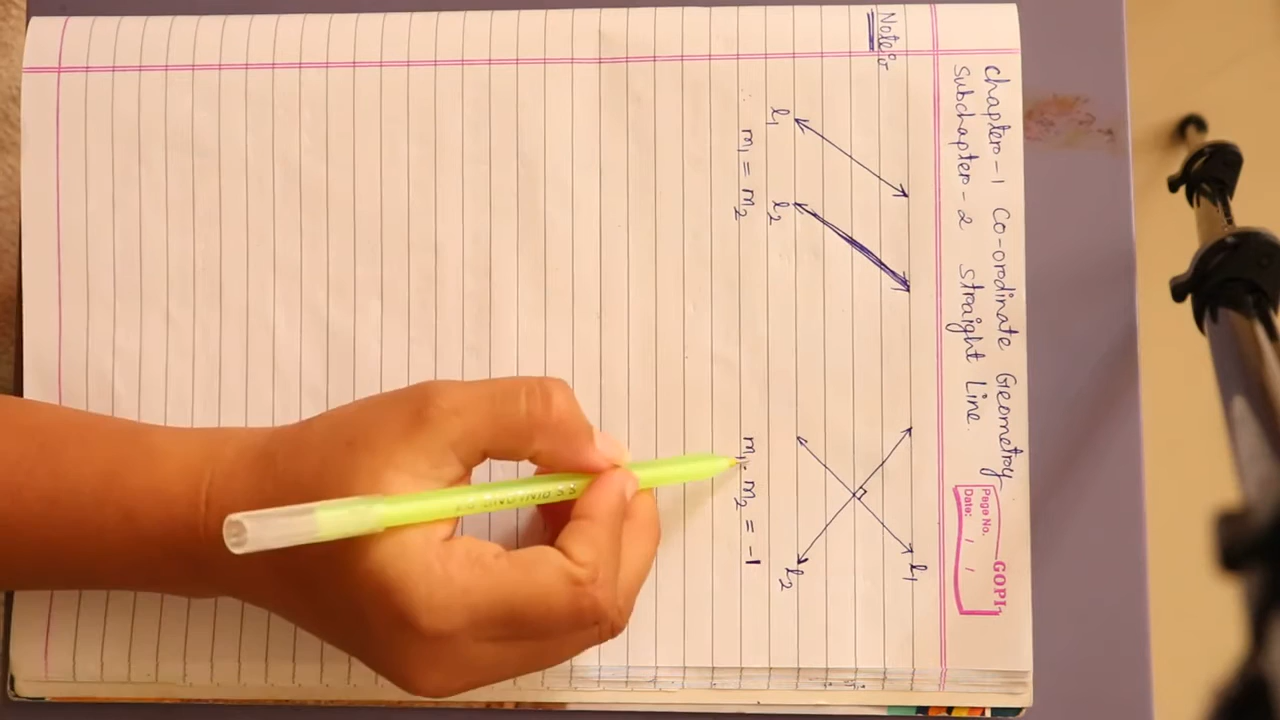 Chapter-1 Co-ordinate Geometry
Subchapter-2 Straight Line.
GOPI
Page No.
Date: / /
Note:-
l1 l2
m1 = m2
l1
l2
m1 · m2 = -1